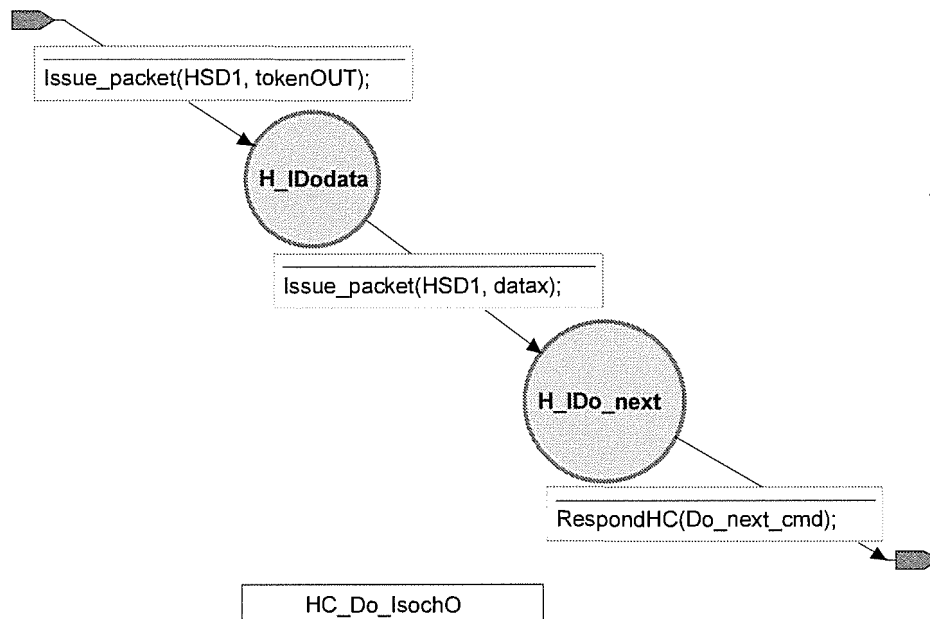 Issue_packet(HSD1, tokenOUT);
H_IDodata
Issue_packet(HSD1, datax);
H_IDo_next
RespondHC(Do_next_cmd);
HC_Do_IsochO